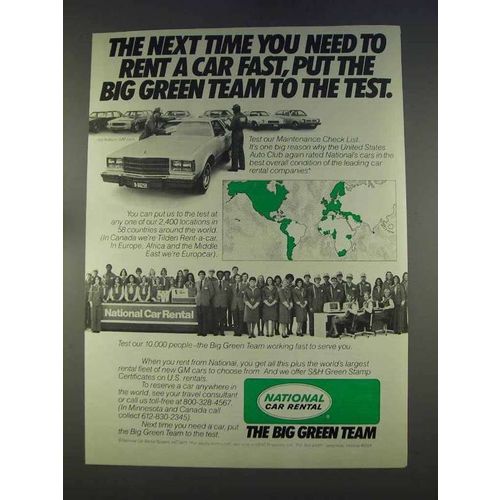 THE NEXT TIME YOU NEED TO
RENT A CAR FAST, PUT THE
BIG GREEN TEAM TO THE TEST.
Test our Maintenance Check List.
It's one big reason why the United States
Auto Club again rated National's cars in the
best overall condition of the leading car
rental companies*
You can put us to the test at
any one of our 2,400 locations in
58 countries around the world.
(In Canada we're Tilden Rent-a-car.
In Europe, Africa and the Middle
East we're Europcar).
National Car Rental
Test our 10,000 people—the Big Green Team working fast to serve you.
When you rent from National, you get all this plus the world's largest
rental fleet of new GM cars to choose from. And we offer S&H Green Stamp
Certificates on U.S. rentals.
To reserve a car anywhere in the
world, see your travel consultant
or call us toll-free at 800-328-4567.
(In Minnesota and Canada call
collect 612-830-2345).
Next time you need a car, put
the Big Green Team to the test.
NATIONAL
CAR RENTAL
THE BIG GREEN TEAM